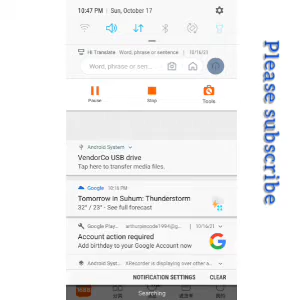 10:47 PM | Sun, October 17
Hi Translate Word, phrase or sentence | 10/16/21
Word, phrase or sem...
Pause
Stop
Tools
Android System
VendorCo USB drive
Tap here to transfer media files.
Google 10:16 PM
Tomorrow in Suhum: Thunderstorm
32° / 23° · See full forecast
Google Play...
| 10/16/21
Account action required
Add birthday to your Google Account now
Android Syst... XRecorder is displaying over other a...
NOTIFICATION SETTINGS
CLEAR
Searching
Please subscribe